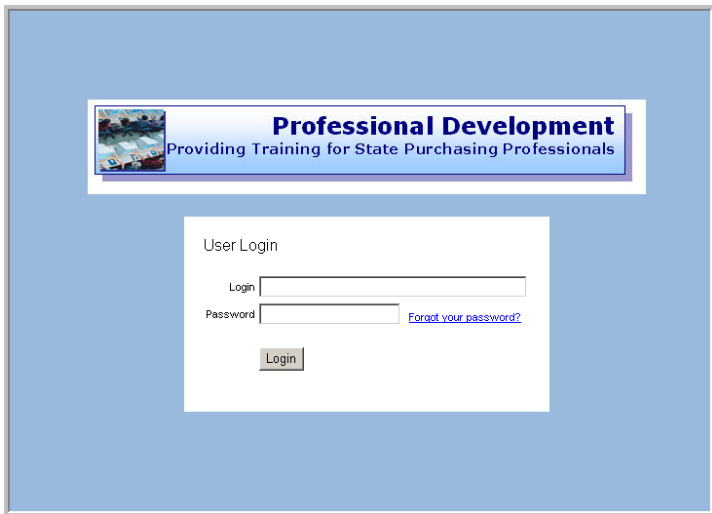 Professional Development
Providing Training for State Purchasing Professionals
User Login
Login
Password
Forgot your password?
Login